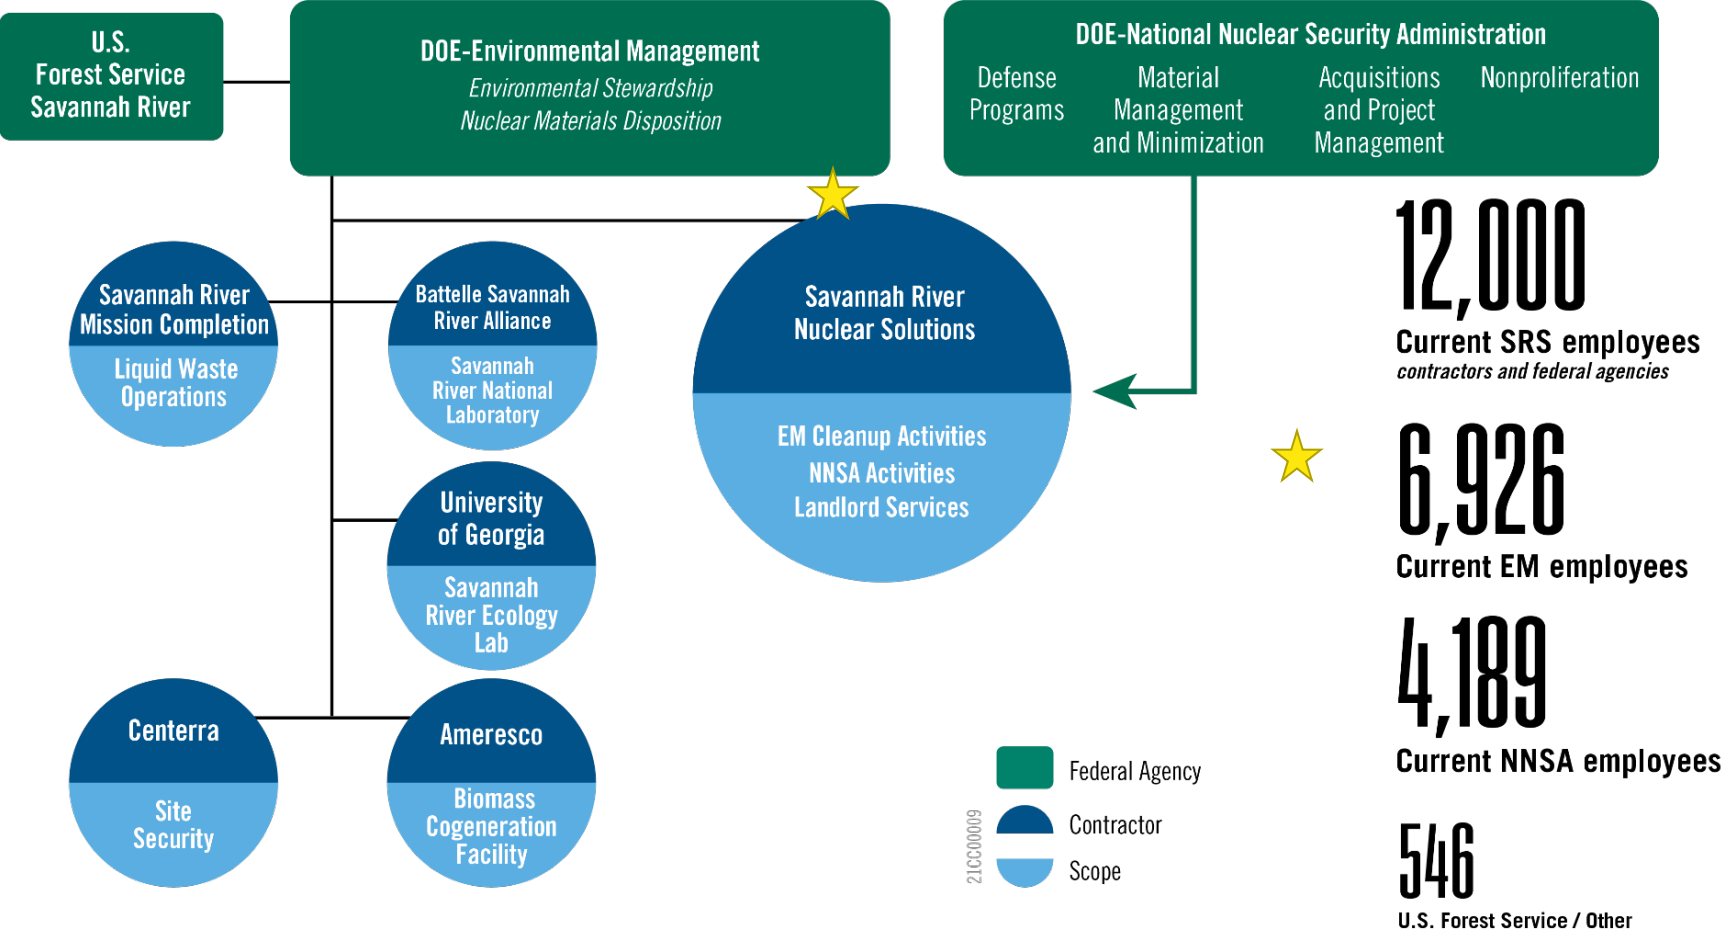 U.S.
Forest Service
Savannah River
DOE-Environmental Management
Environmental Stewardship
Nuclear Materials Disposition
DOE-National Nuclear Security Administration
Defense
Programs
Material
Management
and Minimization
Acquisitions
and Project
Management
Nonproliferation
Savannah River
Mission Completion
Liquid Waste
Operations
Battelle Savannah
River Alliance
Savannah
River National
Laboratory
Savannah River
Nuclear Solutions
EM Cleanup Activities
NNSA Activities
Landlord Services
University
of Georgia
Savannah
River Ecology
Lab
Centerra
Site
Security
Ameresco
Biomass
Cogeneration
Facility
12,000
Current SRS employees
contractors and federal agencies
6,926
Current EM employees
4,189
Current NNSA employees
546
U.S. Forest Service / Other
21CC00009
Federal Agency
Contractor
Scope